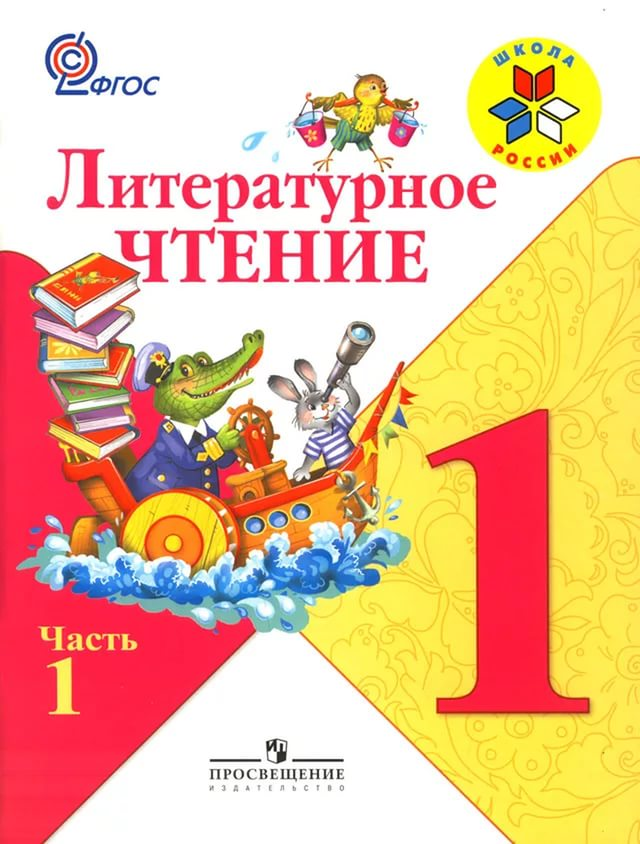 ФГОС
ШКОЛА
РОССИИ
Литературное
ЧТЕНИЕ
1
Часть
1
ПРОСВЕЩЕНИЕ
ИЗДАТЕЛЬСТВО